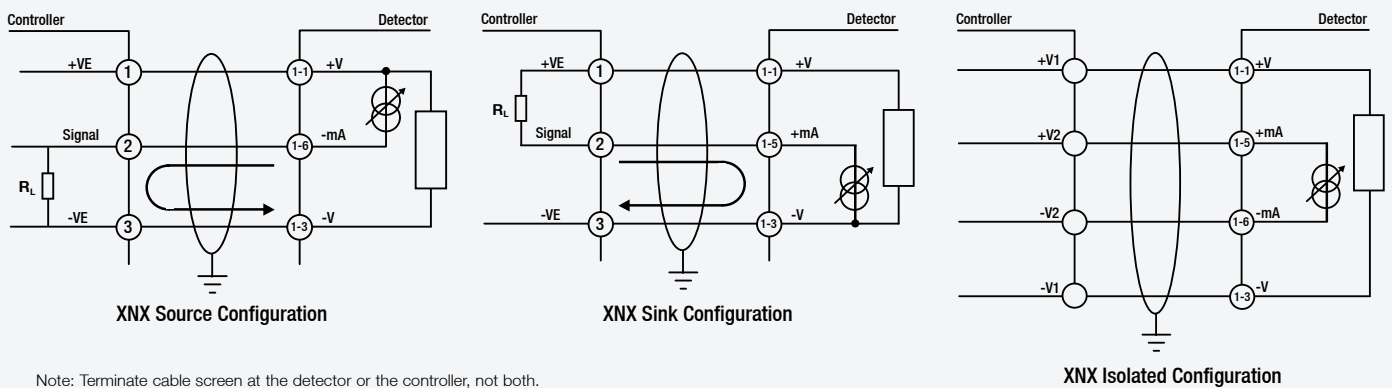 Controller
Detector
+VE
1
1-1
+V
Signal
2
1-6
-mA
RL
-VE
3
1-3
-V
XNX Source Configuration
Controller
Detector
+VE
1
1-1
+V
RL
Signal
2
1-5
+mA
-VE
3
1-3
-V
XNX Sink Configuration
Controller
Detector
+V1
1-1
+V
+V2
1-5
+mA
-V2
1-6
-mA
-V1
1-3
-V
XNX Isolated Configuration
Note: Terminate cable screen at the detector or the controller, not both.